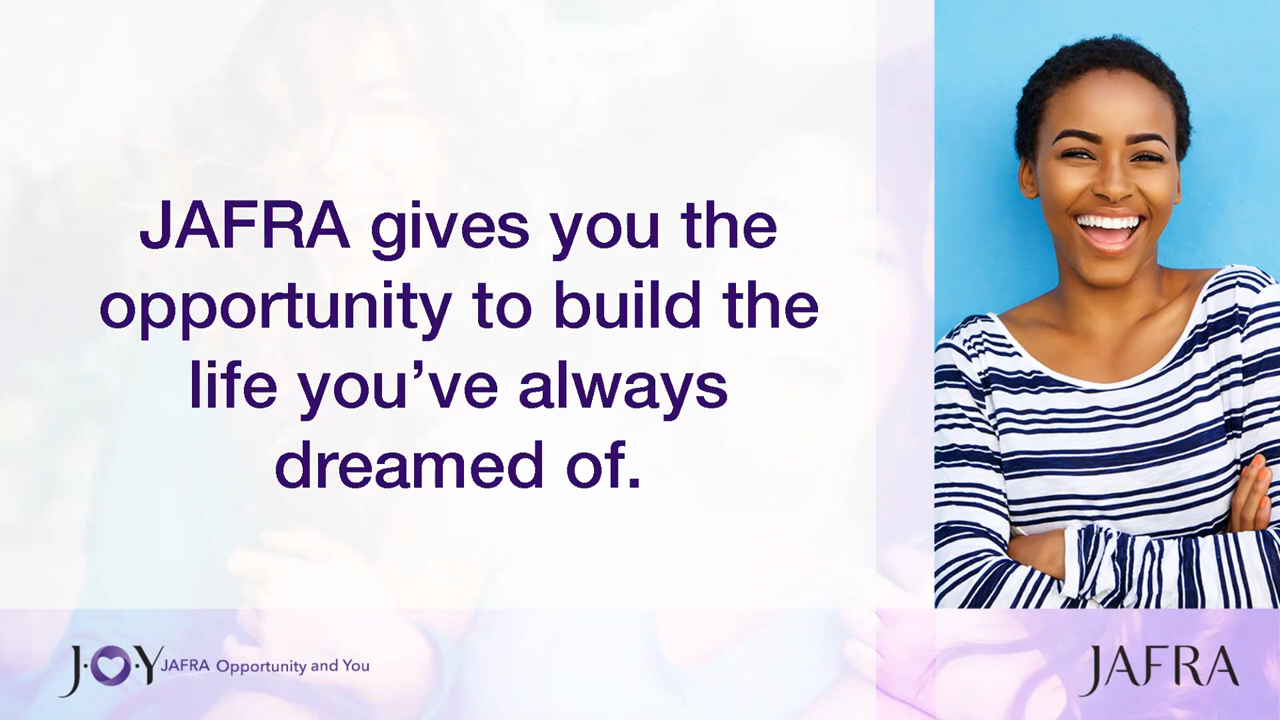 JAFRA gives you the
opportunity to build the
life you’ve always
dreamed of.
J·O·Y JAFRA Opportunity and You
JAFRA